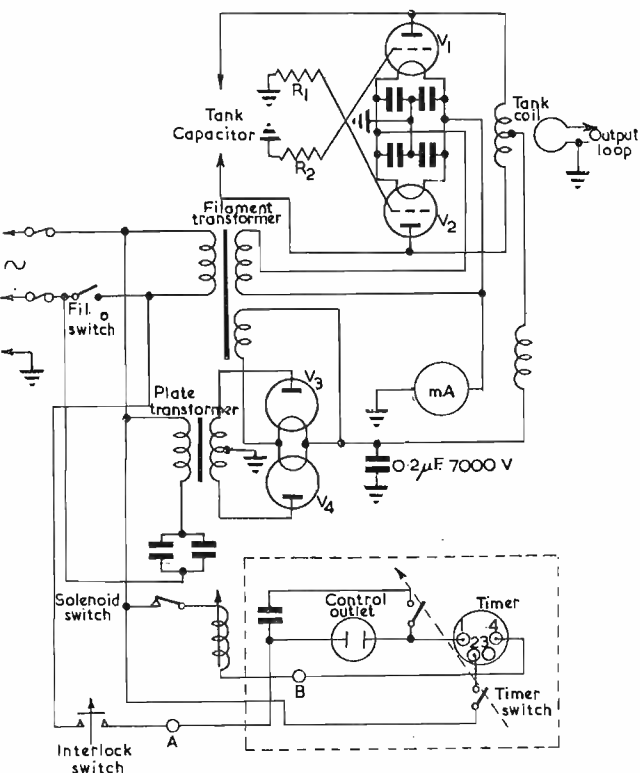 V1
R1
Tank
Capacitor
Tank
coil
Output
loop
R2
V2
Filament
transformer
~
Fil.
switch
mA
V3
Plate
transformer
0.2μF. 7000 V
V4
Solenoid
switch
Control
outlet
Timer
1
4
2 3
B
Timer
switch
A
Interlock
switch